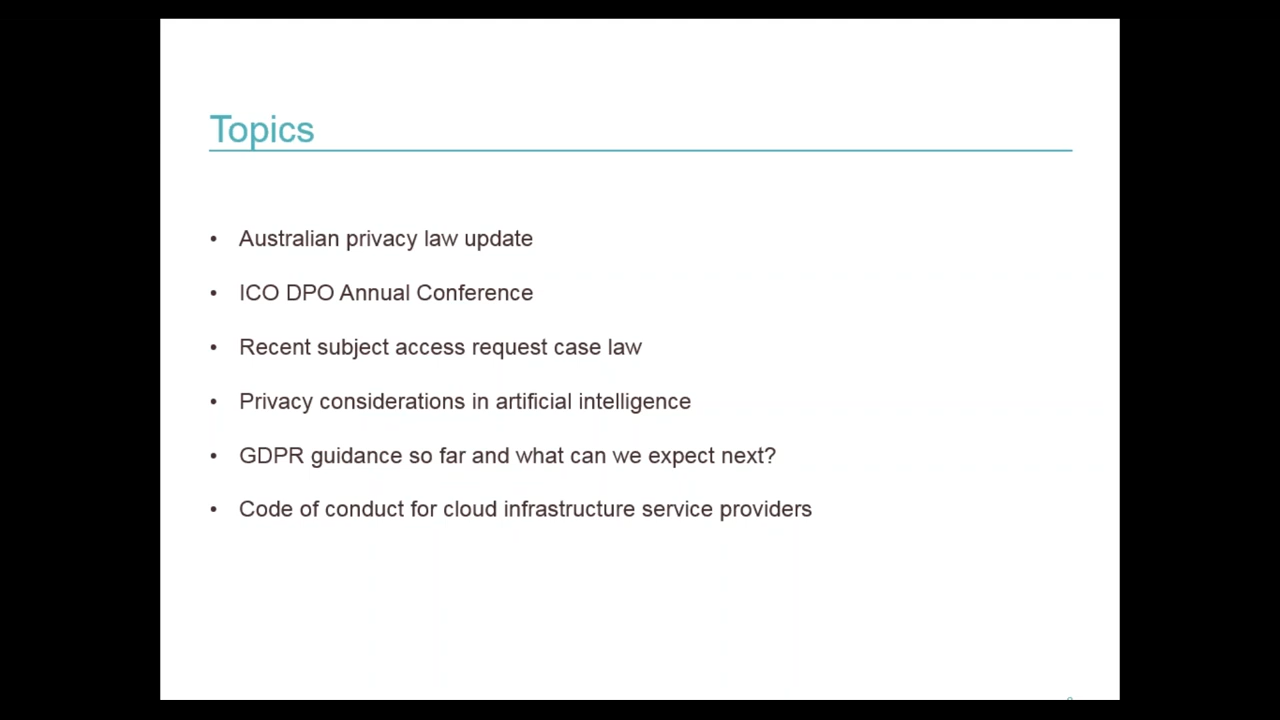 Topics
• Australian privacy law update
• ICO DPO Annual Conference
• Recent subject access request case law
• Privacy considerations in artificial intelligence
• GDPR guidance so far and what can we expect next?
• Code of conduct for cloud infrastructure service providers